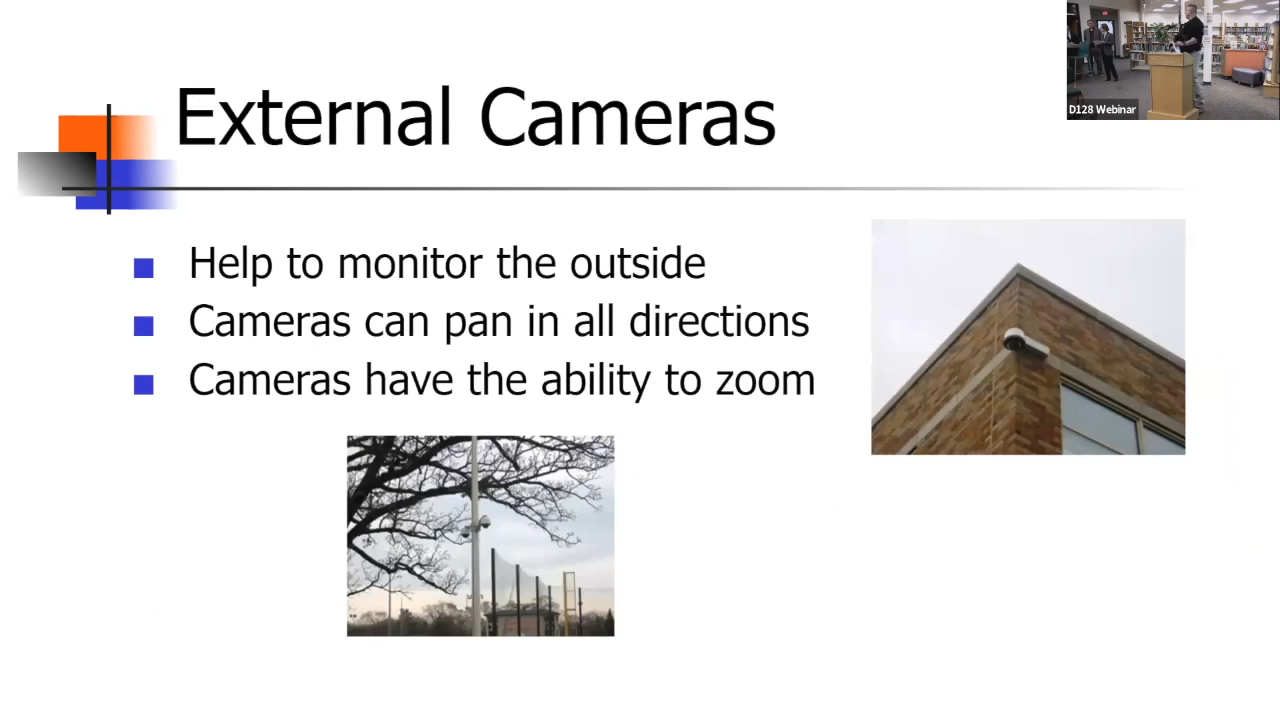 External Cameras
D128 Webinar
Help to monitor the outside
Cameras can pan in all directions
Cameras have the ability to zoom